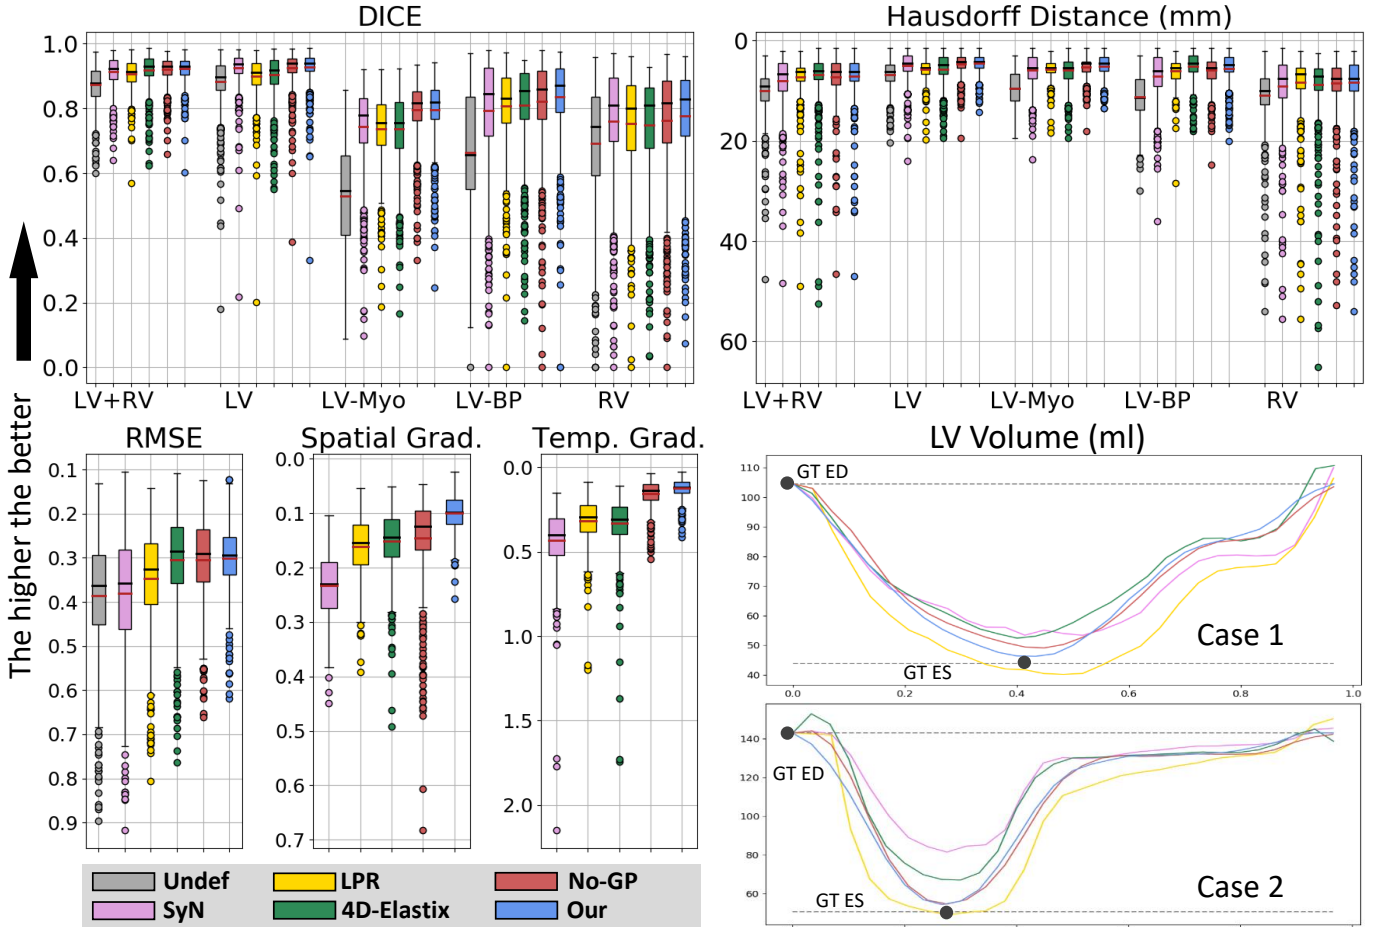 DICE
1.0
0.8
0.6
0.4
0.2
0.0
LV+RV LV LV-Myo LV-BP RV
Hausdorff Distance (mm)
0
20
40
60
LV+RV LV LV-Myo LV-BP RV
The higher the better
RMSE
0.1
0.2
0.3
0.4
0.5
0.6
0.7
0.8
0.9
Spatial Grad.
0.0
0.1
0.2
0.3
0.4
0.5
0.6
0.7
Temp. Grad.
0.0
0.5
1.0
1.5
2.0
LV Volume (ml)
110
100
90
80
70
60
50
40
GT ED
GT ES
Case 1
0.0 0.2 0.4 0.6 0.8 1.0
140
120
100
80
60
GT ED
GT ES
Case 2
Undef LPR No-GP
SyN 4D-Elastix Our